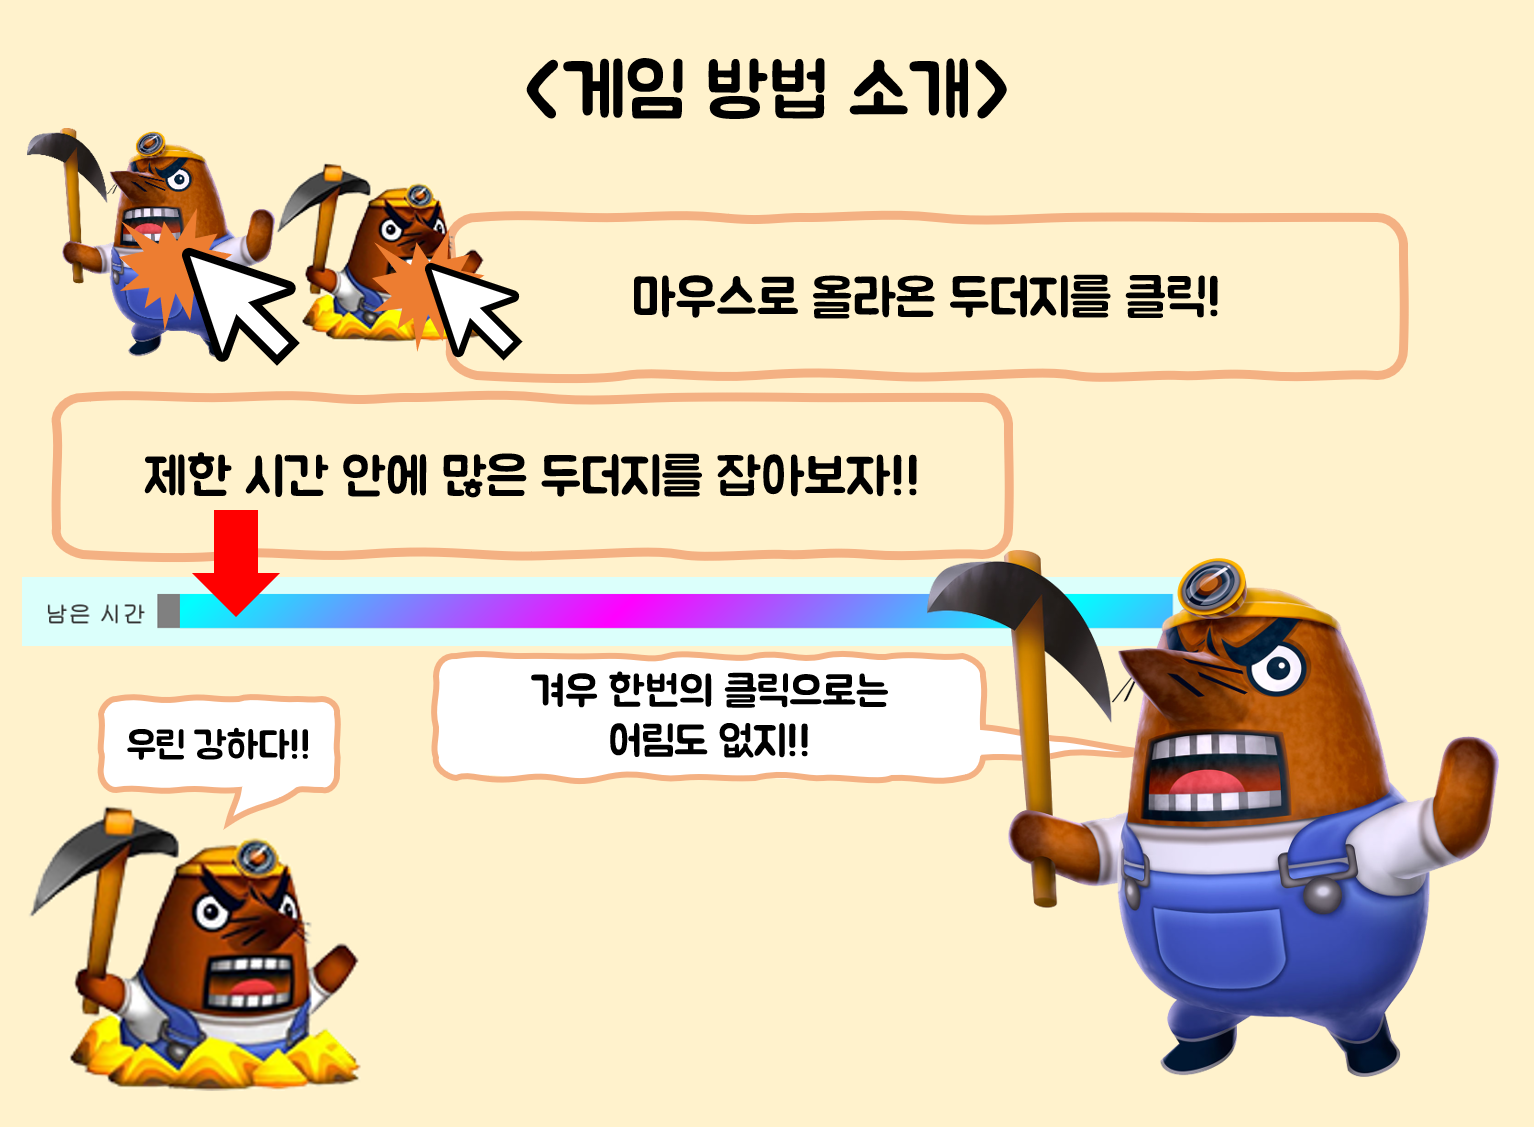 <게임 방법 소개>
마우스로 올라온 두더지를 클릭!
제한 시간 안에 많은 두더지를 잡아보자!!
남은 시간
겨우 한번의 클릭으로는
어림도 없지!!
우린 강하다!!